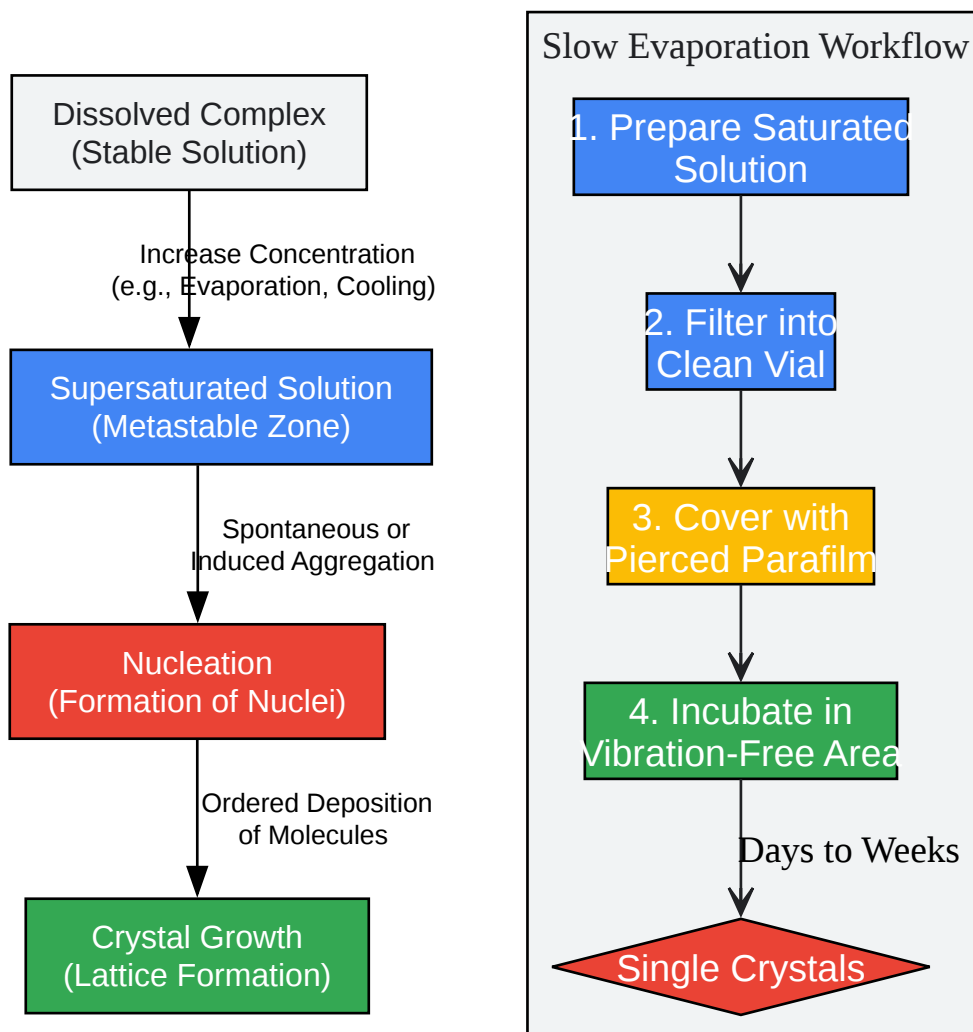 Dissolved Complex
(Stable Solution)
Increase Concentration
(e.g., Evaporation, Cooling)
Supersaturated Solution
(Metastable Zone)
Spontaneous or
Induced Aggregation
Nucleation
(Formation of Nuclei)
Ordered Deposition
of Molecules
Crystal Growth
(Lattice Formation)
Slow Evaporation Workflow
1. Prepare Saturated
Solution
2. Filter into
Clean Vial
3. Cover with
Pierced Parafilm
4. Incubate in
Vibration-Free Area
Days to Weeks
Single Crystals